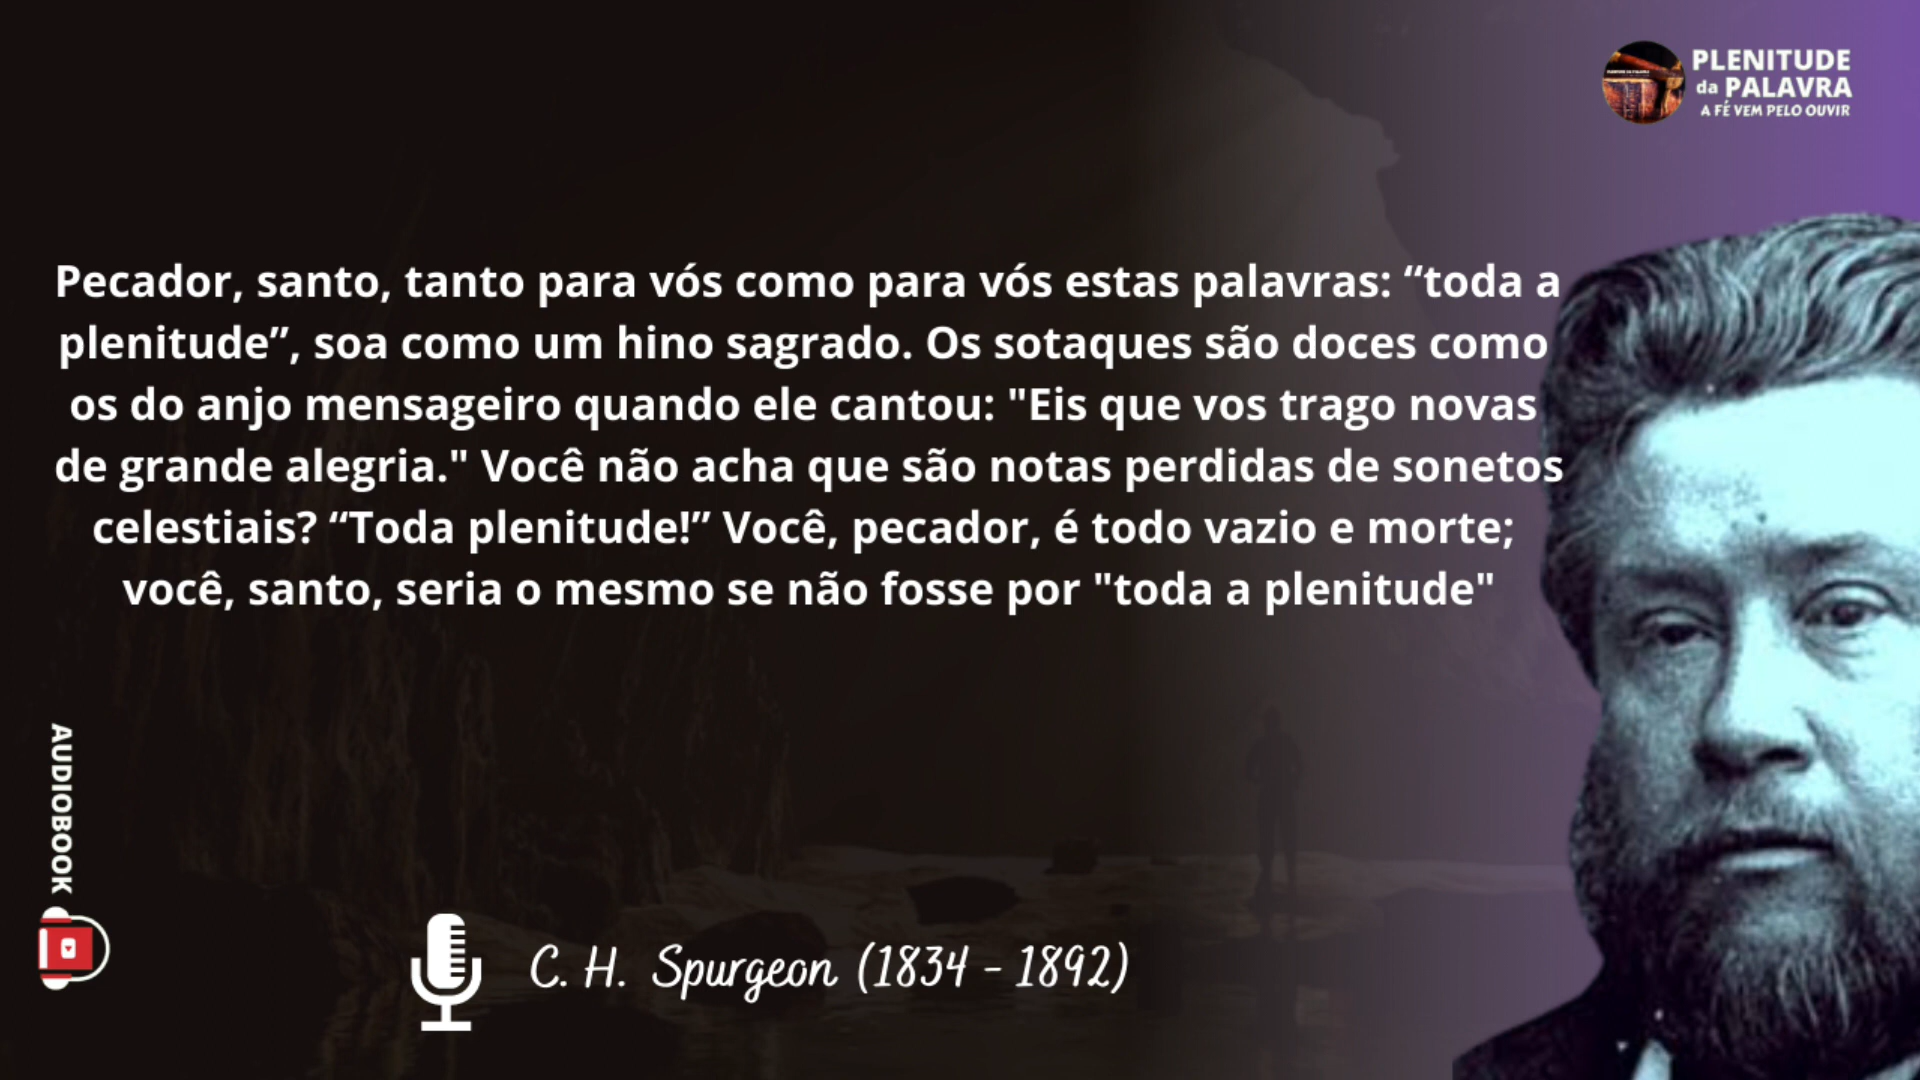 PLENITUDE
da PALAVRA
A FÉ VEM PELO OUVIR
Pecador, santo, tanto para vós como para vós estas palavras: “toda a
plenitude”, soa como um hino sagrado. Os sotaques são doces como
os do anjo mensageiro quando ele cantou: "Eis que vos trago novas
de grande alegria." Você não acha que são notas perdidas de sonetos
celestiais? “Toda plenitude!” Você, pecador, é todo vazio e morte;
você, santo, seria o mesmo se não fosse por "toda a plenitude"
AUDIOBOOK
C. H. Spurgeon (1834 - 1892)